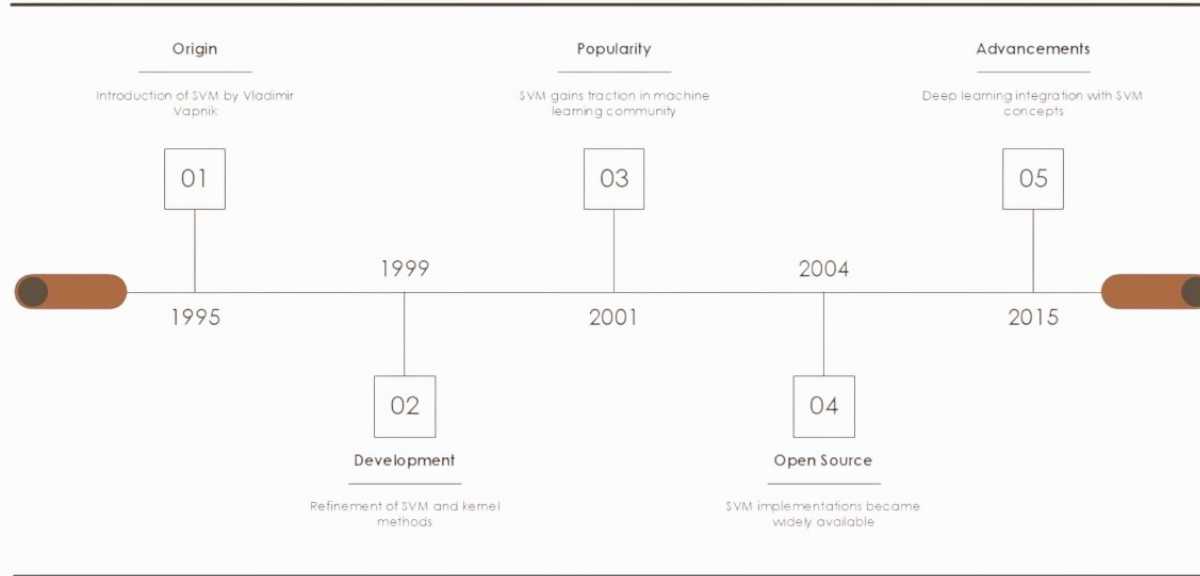 Origin
Introduction of SVM by Vladimir
Vapnik
01
1995
1999
02
Development
Refinement of SVM and kernel
methods
Popularity
SVM gains traction in machine
learning community
03
2001
2004
04
Open Source
SVM implementations became
widely available
Advancements
Deep learning integration with SVM
concepts
05
2015